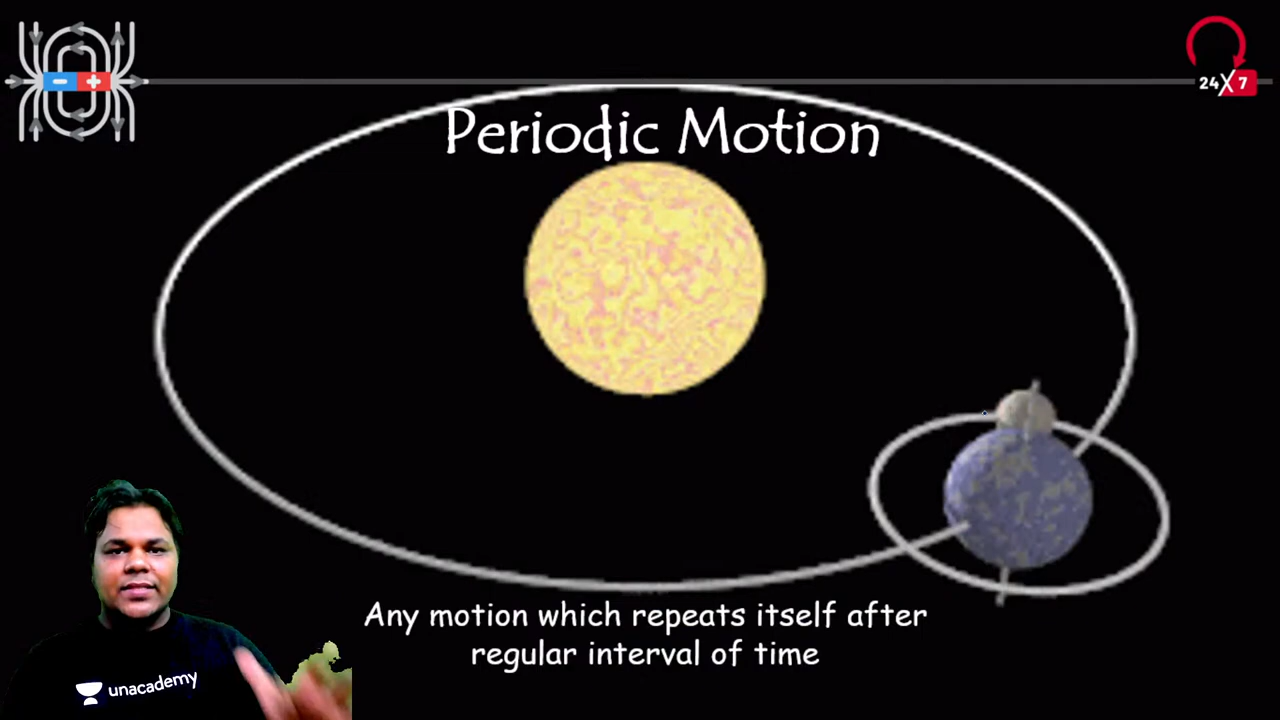 − +
24X7
Periodic Motion
Any motion which repeats itself after
regular interval of time
unacademy